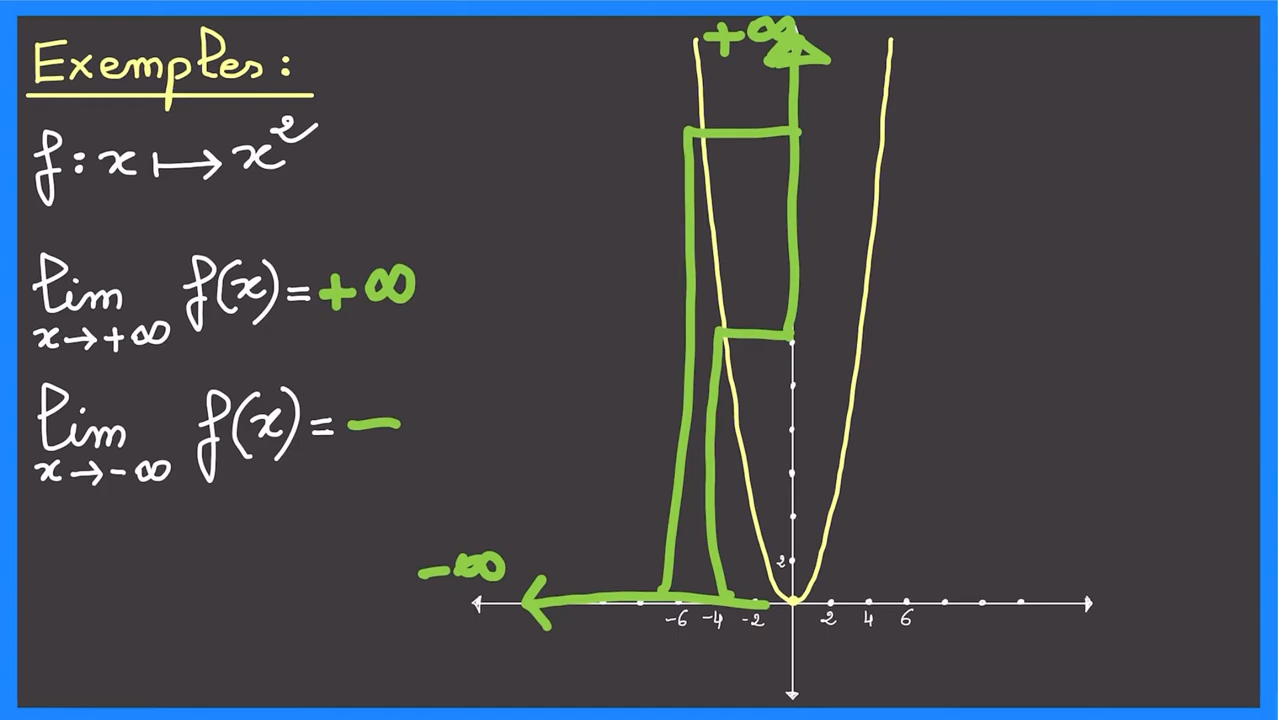 Exemples :
f : x ↦ x²
lim f(x) = +∞
x → +∞
lim f(x) = −
x → −∞
+∞
−∞
2
-6 -4 -2 2 4 6